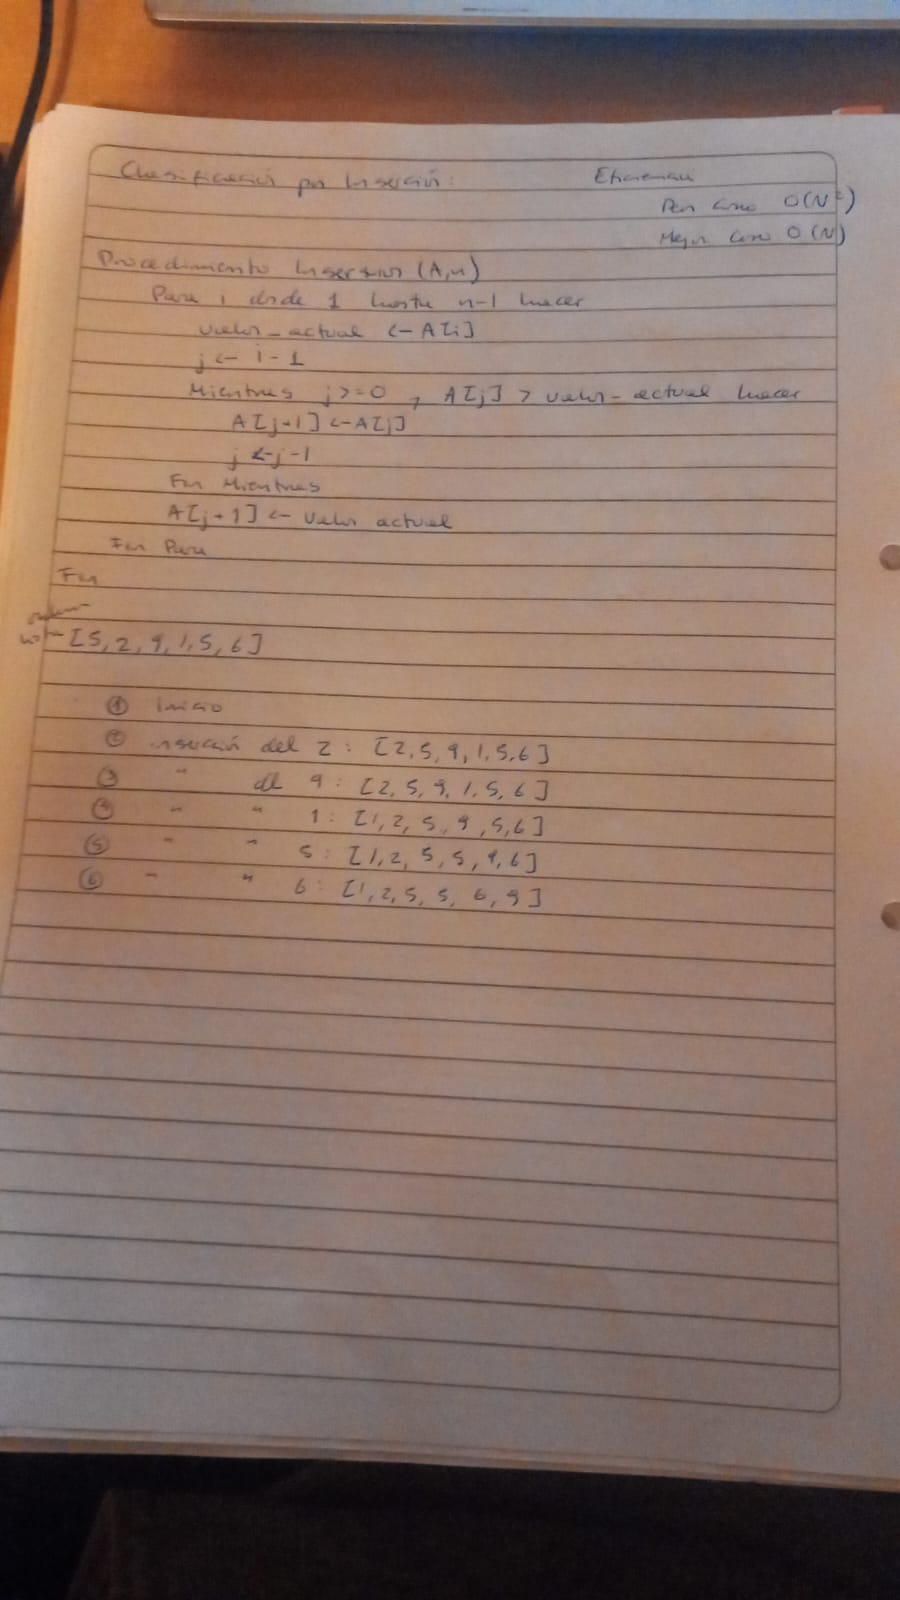 Clasificación por Inserción:
Eficiencia
Peor caso O(N²)
Mejor caso O(N)
Procedimiento Insercion (A,n)
Para i desde 1 hasta n-1 hacer
valor_actual <- A[i]
j <- i - 1
Mientras j >= 0 , A[j] > valor_actual hacer
A[j+1] <- A[j]
j <- j-1
Fin Mientras
A[j+1] <- valor actual
Fin Para
Fin
[5, 2, 9, 1, 5, 6]
① Inicio
② inserción del 2 : [2, 5, 9, 1, 5, 6]
③ " del 9 : [2, 5, 9, 1, 5, 6]
④ " " 1 : [1, 2, 5, 9, 5, 6]
⑤ " " 5 : [1, 2, 5, 5, 9, 6]
⑥ " " 6 : [1, 2, 5, 5, 6, 9]